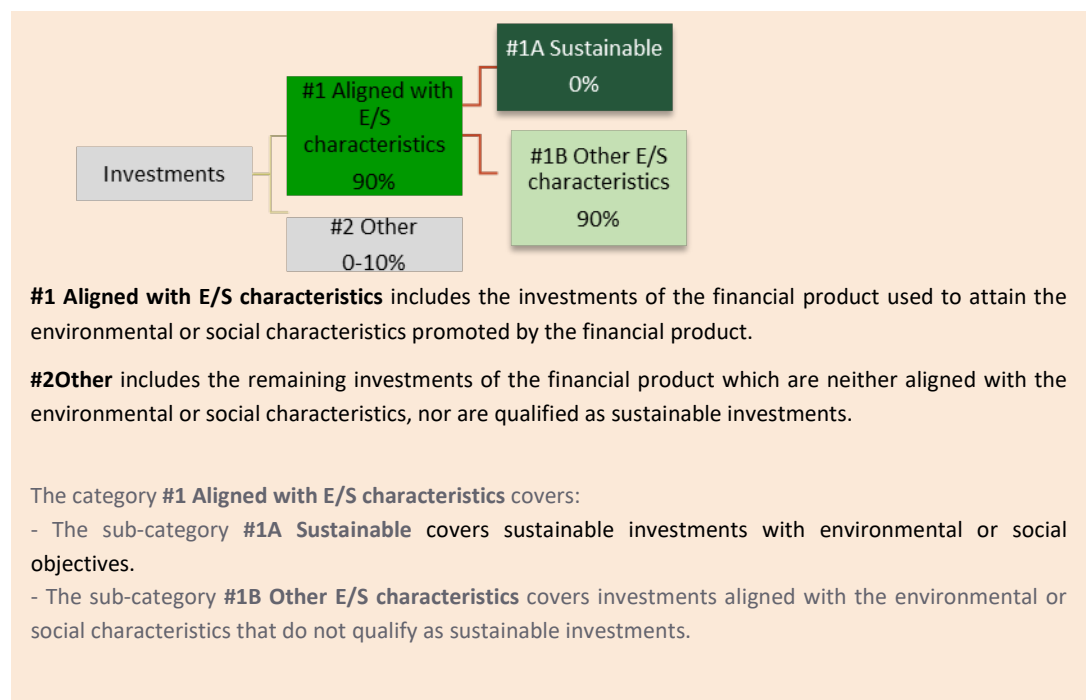 #1A Sustainable
0%
#1 Aligned with
E/S
characteristics
90%
#1B Other E/S
characteristics
90%
Investments
#2 Other
0-10%
#1 Aligned with E/S characteristics includes the investments of the financial product used to attain the
environmental or social characteristics promoted by the financial product.
#2Other includes the remaining investments of the financial product which are neither aligned with the
environmental or social characteristics, nor are qualified as sustainable investments.
The category #1 Aligned with E/S characteristics covers:
- The sub-category #1A Sustainable covers sustainable investments with environmental or social
objectives.
- The sub-category #1B Other E/S characteristics covers investments aligned with the environmental or
social characteristics that do not qualify as sustainable investments.